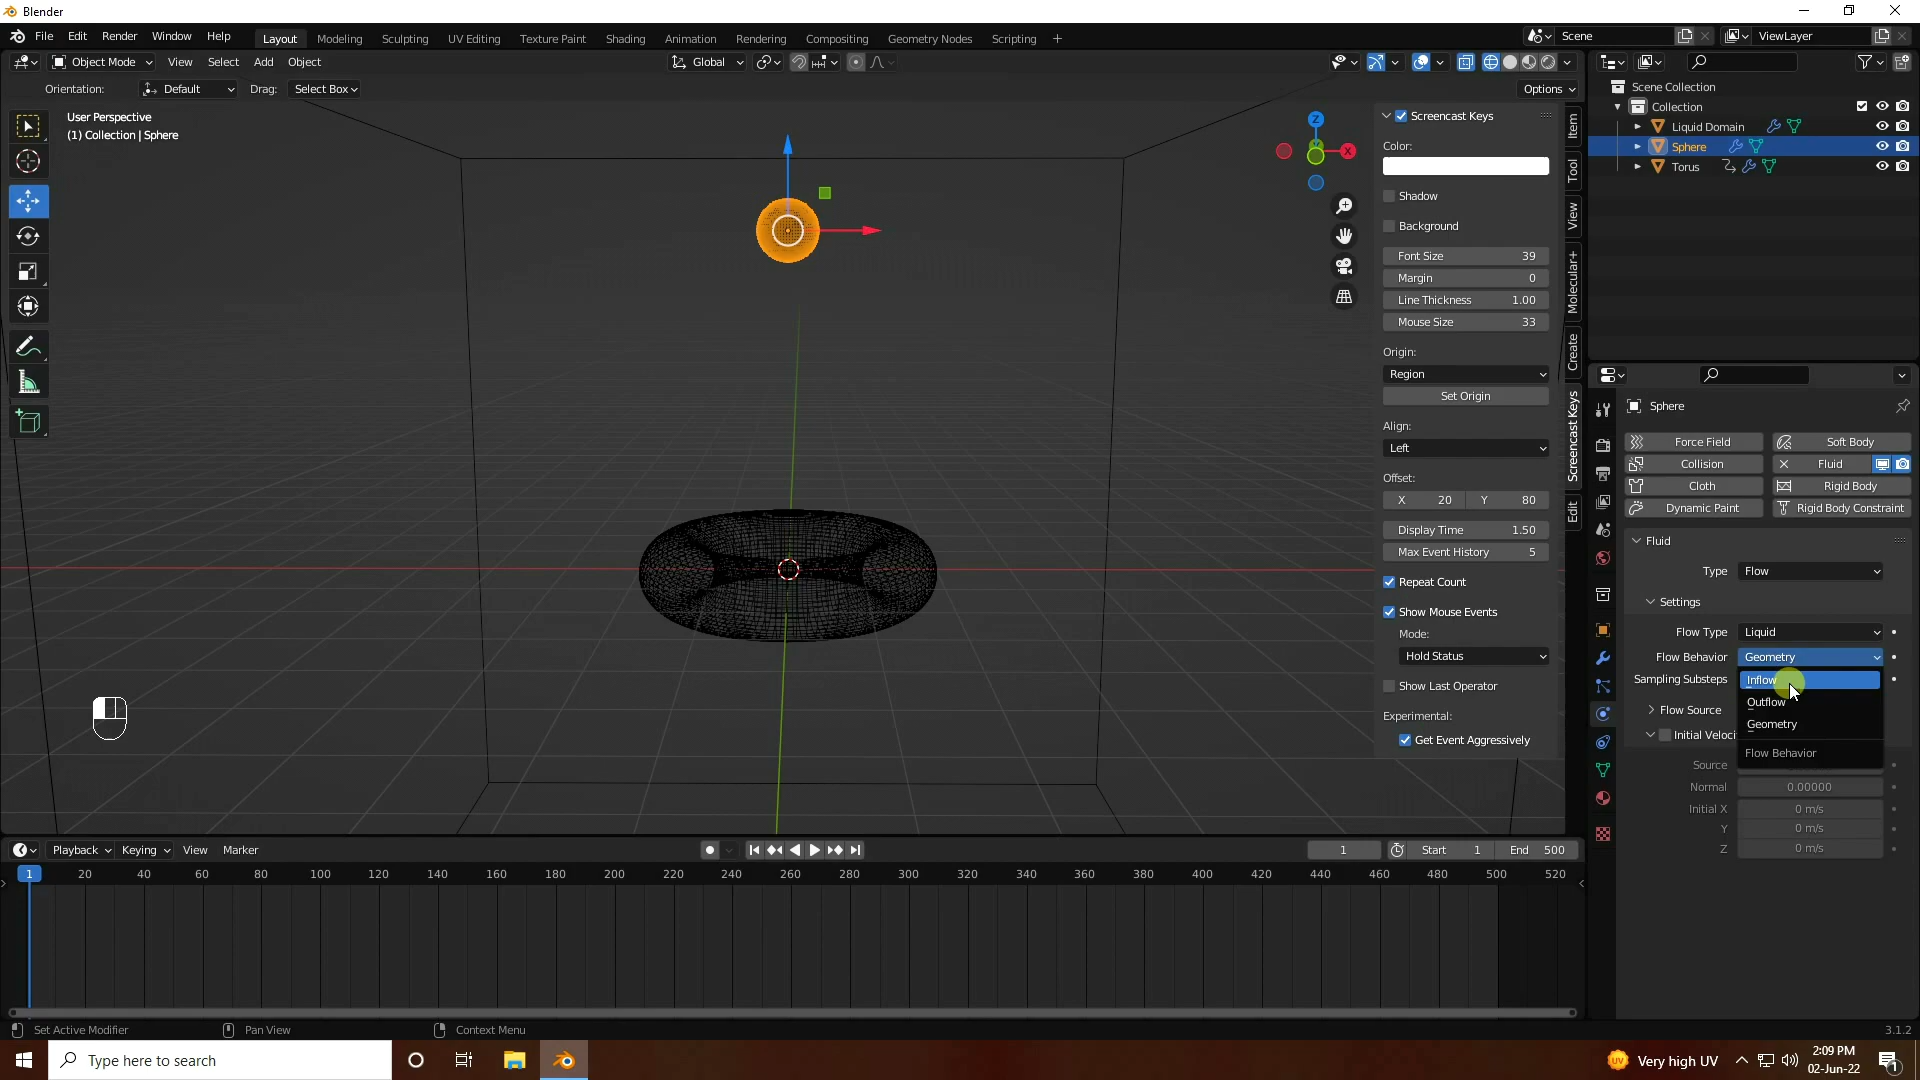 Blender
File Edit Render Window Help Layout Modeling Sculpting UV Editing Texture Paint Shading Animation Rendering Compositing Geometry Nodes Scripting + Scene ViewLayer
Object Mode View Select Add Object Global
Orientation: Default Drag: Select Box Options
User Perspective
(1) Collection | Sphere
Z
X
Screencast Keys
Color:
Shadow
Background
Font Size 39
Margin 0
Line Thickness 1.00
Mouse Size 33
Origin:
Region
Set Origin
Align:
Left
Offset:
X 20 Y 80
Display Time 1.50
Max Event History 5
Repeat Count
Show Mouse Events
Mode:
Hold Status
Show Last Operator
Experimental:
Get Event Aggressively
Item
Tool
View
Molecular+
Create
Screencast Keys
Edit
Scene Collection
Collection
Liquid Domain
Sphere
Torus
Sphere
Force Field Soft Body
Collision Fluid
Cloth Rigid Body
Dynamic Paint Rigid Body Constraint
Fluid
Type Flow
Settings
Flow Type Liquid
Flow Behavior Geometry
Sampling Substeps
Inflow
Outflow
Geometry
Flow Behavior
Flow Source
Initial Veloci
Source
Normal 0.00000
Initial X 0 m/s
Y 0 m/s
Z 0 m/s
Playback Keying View Marker 1 Start 1 End 500
1 20 40 60 80 100 120 140 160 180 200 220 240 260 280 300 320 340 360 380 400 420 440 460 480 500 520
Set Active Modifier Pan View Context Menu 3.1.2
Type here to search
UV Very high UV
2:09 PM
02-Jun-22
1